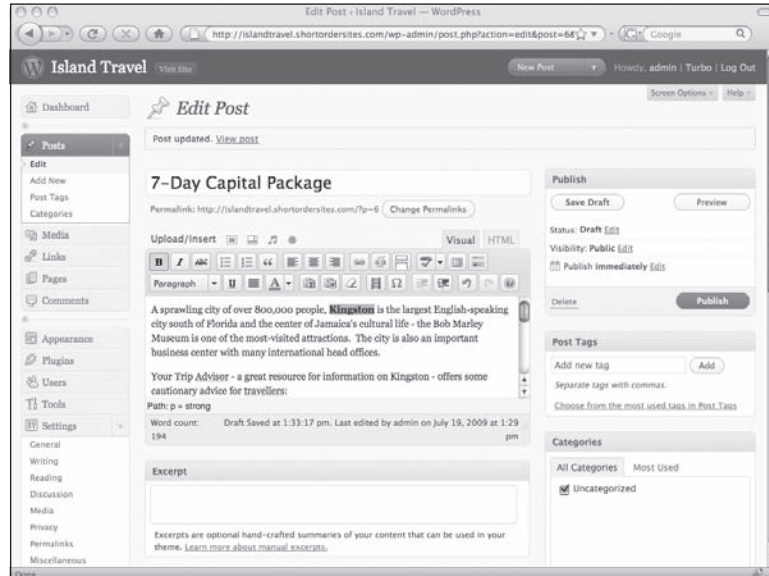 Edit Post ‹ Island Travel — WordPress
http://islandtravel.shortordersites.com/wp-admin/post.php?action=edit&post=6&
Google
Island Travel
Visit Site
New Post
Howdy, admin | Turbo | Log Out
Screen Options
Help
Dashboard
Posts
Edit
Add New
Post Tags
Categories
Media
Links
Pages
Comments
Appearance
Plugins
Users
Tools
Settings
General
Writing
Reading
Discussion
Media
Privacy
Permalinks
Miscellaneous
Edit Post
Post updated. View post
7-Day Capital Package
Permalink: http://islandtravel.shortordersites.com/?p=6
Change Permalinks
Upload/Insert
Visual
HTML
B I ABC
Paragraph
U
A
Ω
A sprawling city of over 800,000 people, Kingston is the largest English-speaking
city south of Florida and the center of Jamaica's cultural life - the Bob Marley
Museum is one of the most-visited attractions. The city is also an important
business center with many international head offices.
Your Trip Advisor - a great resource for information on Kingston - offers some
cautionary advice for travellers:
Path: p » strong
Word count: 194
Draft Saved at 1:33:17 pm. Last edited by admin on July 19, 2009 at 1:29 pm
Excerpt
Excerpts are optional hand-crafted summaries of your content that can be used in your
theme. Learn more about manual excerpts.
Publish
Save Draft
Preview
Status: Draft Edit
Visibility: Public Edit
Publish immediately Edit
Delete
Publish
Post Tags
Add new tag
Add
Separate tags with commas.
Choose from the most used tags in Post Tags
Categories
All Categories
Most Used
Uncategorized
Done